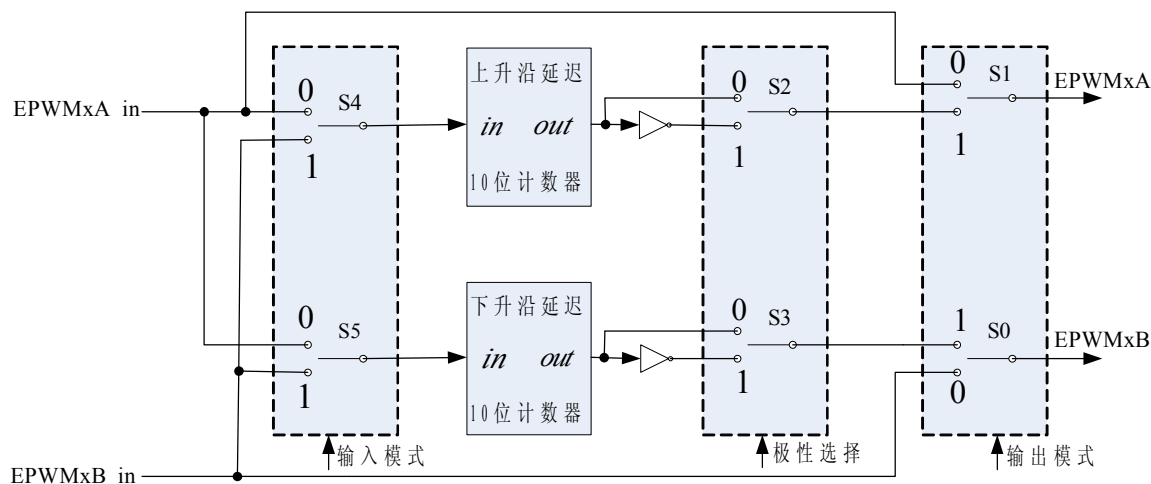 EPWMxA in
0
S4
1
0
S5
1
EPWMxB in
输入模式
上升沿延迟
in out
10位计数器
下升沿延迟
in out
10位计数器
0
S2
1
0
S3
1
极性选择
0
S1
1
EPWMxA
1
S0
0
EPWMxB
输出模式